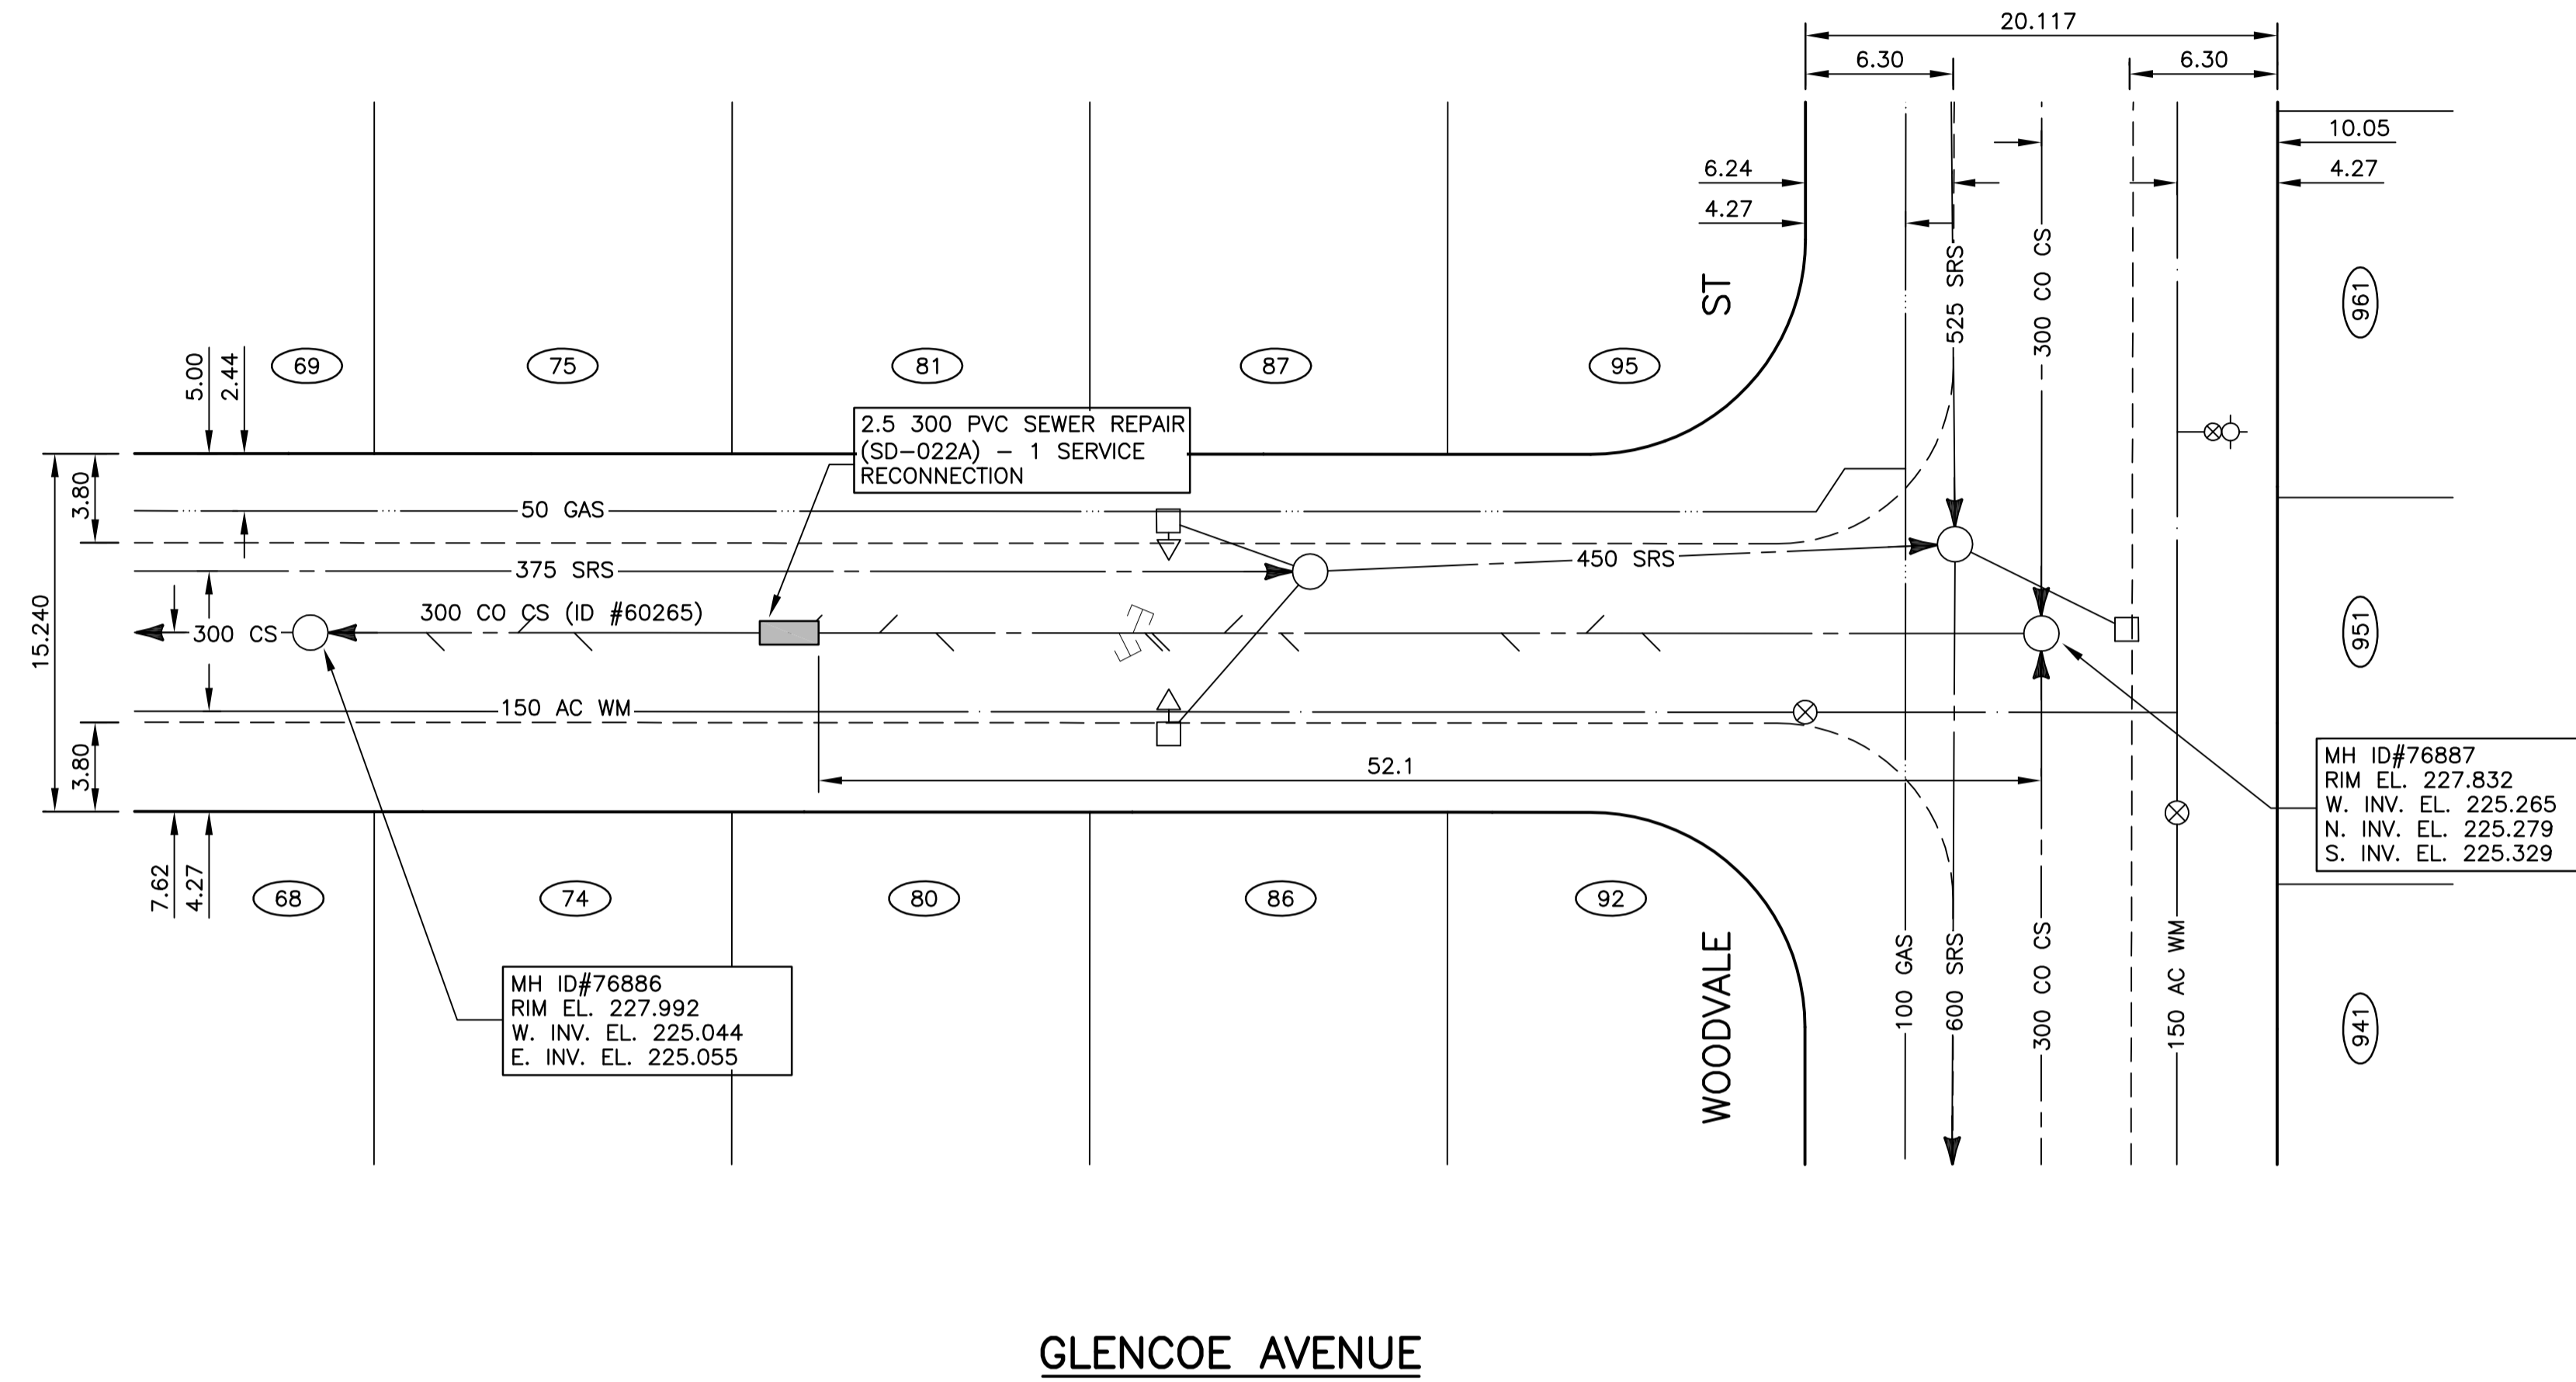 20.117
6.30
6.30
10.05
4.27
6.24
4.27
ST
525 SRS
300 CO CS
961
5.00
2.44
69
75
81
87
95
2.5 300 PVC SEWER REPAIR
(SD-022A) - 1 SERVICE
RECONNECTION
3.80
50 GAS
375 SRS
450 SRS
15.240
300 CS
300 CO CS (ID #60265)
951
150 AC WM
3.80
52.1
MH ID#76887
RIM EL. 227.832
W. INV. EL. 225.265
N. INV. EL. 225.279
S. INV. EL. 225.329
7.62
4.27
68
74
80
86
92
WOODVALE
100 GAS
600 SRS
300 CO CS
150 AC WM
941
MH ID#76886
RIM EL. 227.992
W. INV. EL. 225.044
E. INV. EL. 225.055
GLENCOE AVENUE